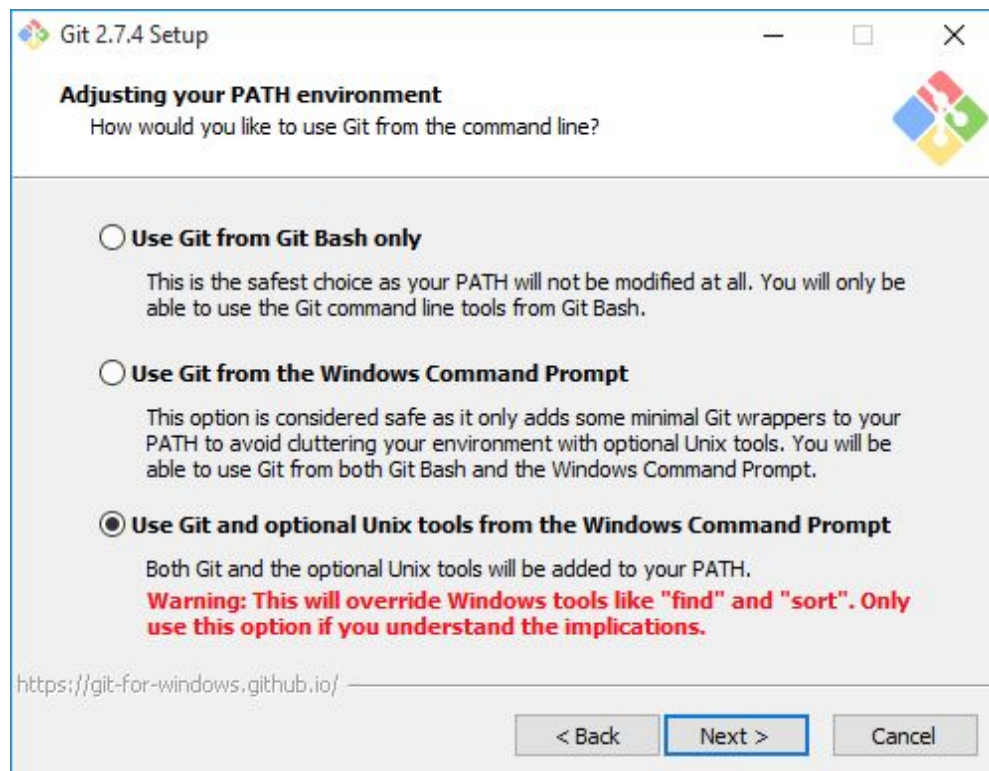 Git 2.7.4 Setup
Adjusting your PATH environment
How would you like to use Git from the command line?
Use Git from Git Bash only
This is the safest choice as your PATH will not be modified at all. You will only be
able to use the Git command line tools from Git Bash.
Use Git from the Windows Command Prompt
This option is considered safe as it only adds some minimal Git wrappers to your
PATH to avoid cluttering your environment with optional Unix tools. You will be
able to use Git from both Git Bash and the Windows Command Prompt.
Use Git and optional Unix tools from the Windows Command Prompt
Both Git and the optional Unix tools will be added to your PATH.
Warning: This will override Windows tools like "find" and "sort". Only
use this option if you understand the implications.
https://git-for-windows.github.io/
< Back Next > Cancel